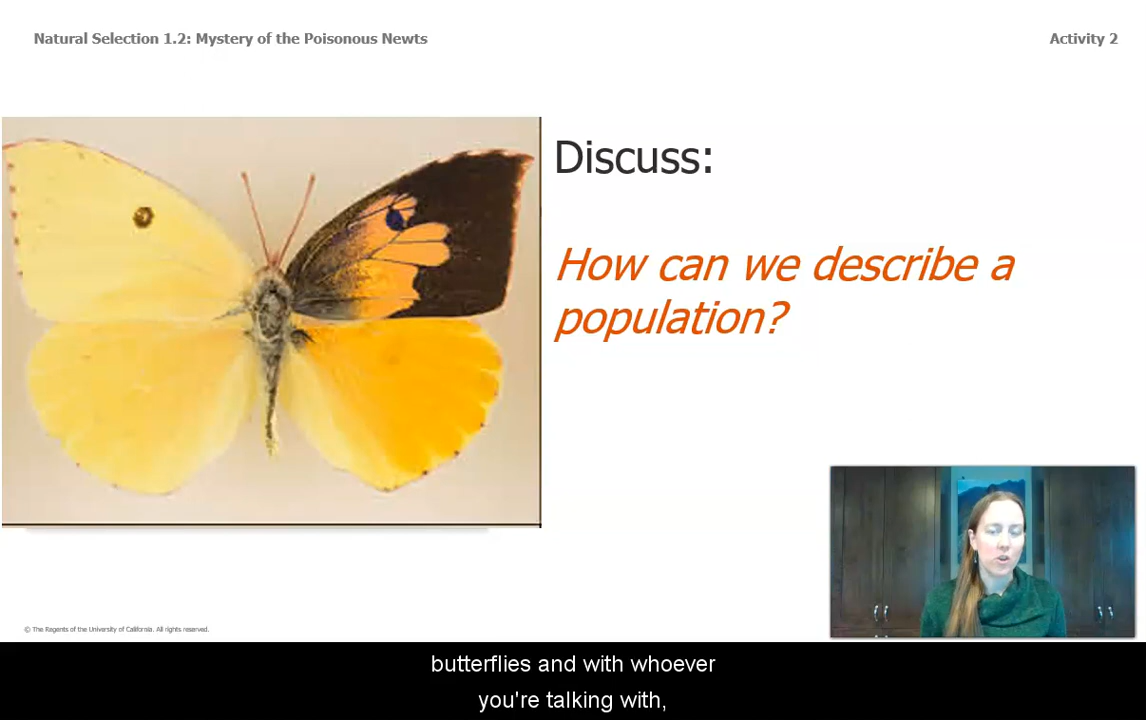 Natural Selection 1.2: Mystery of the Poisonous Newts
Activity 2
Discuss:
How can we describe a
population?
© The Regents of the University of California. All rights reserved.
butterflies and with whoever
you're talking with,